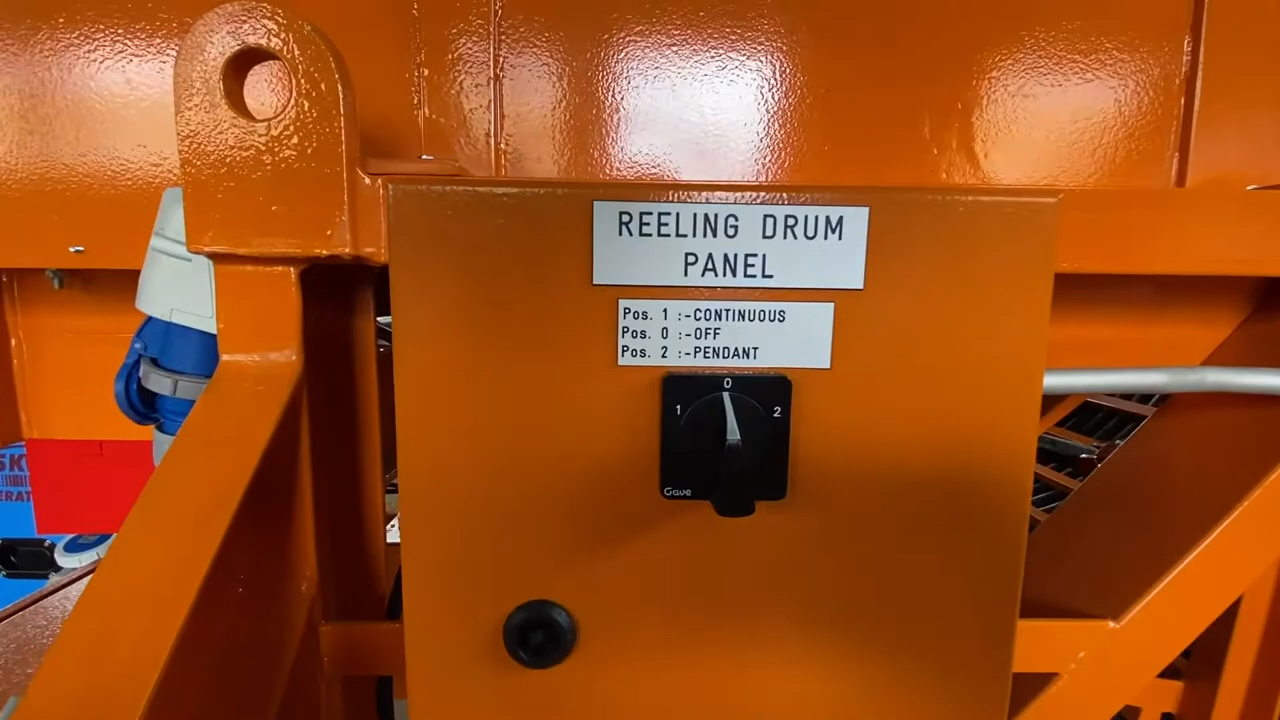 REELING DRUM
PANEL
Pos. 1 :-CONTINUOUS
Pos. 0 :-OFF
Pos. 2 :-PENDANT
0
1
2
Gave